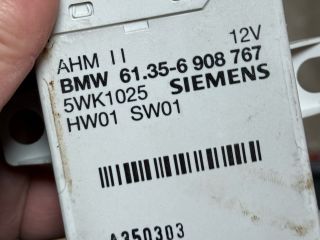 AHM II 12V
BMW 61.35-6 908 767
5WK1025 SIEMENS
HW01 SW01
A350303